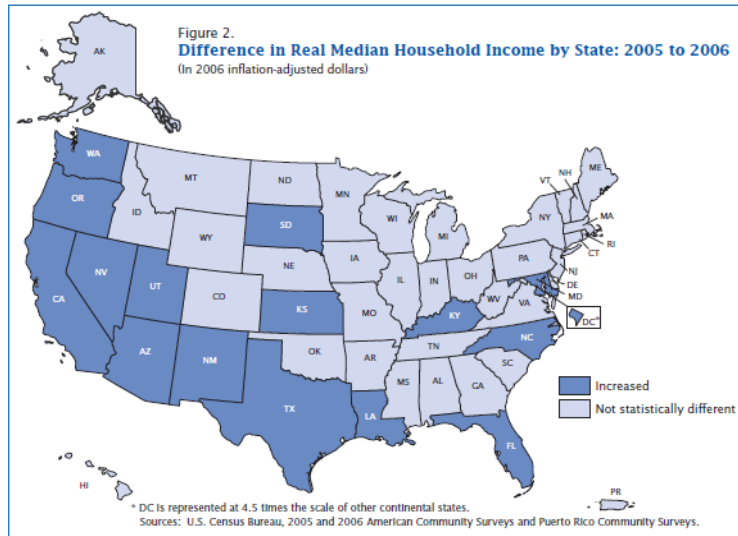 Figure 2.
Difference in Real Median Household Income by State: 2005 to 2006
(In 2006 inflation-adjusted dollars)
AK
WA
MT
ND
MN
VT
NH
ME
OR
ID
SD
WI
MI
NY
MA
WY
RI
CT
NV
NE
IA
PA
NJ
UT
IL
IN
OH
DE
CA
CO
WV
VA
MD
KS
MO
KY
DC*
AZ
NM
OK
TN
NC
AR
SC
MS
AL
GA
TX
LA
FL
Increased
Not statistically different
HI
PR
* DC is represented at 4.5 times the scale of other continental states.
Sources: U.S. Census Bureau, 2005 and 2006 American Community Surveys and Puerto Rico Community Surveys.